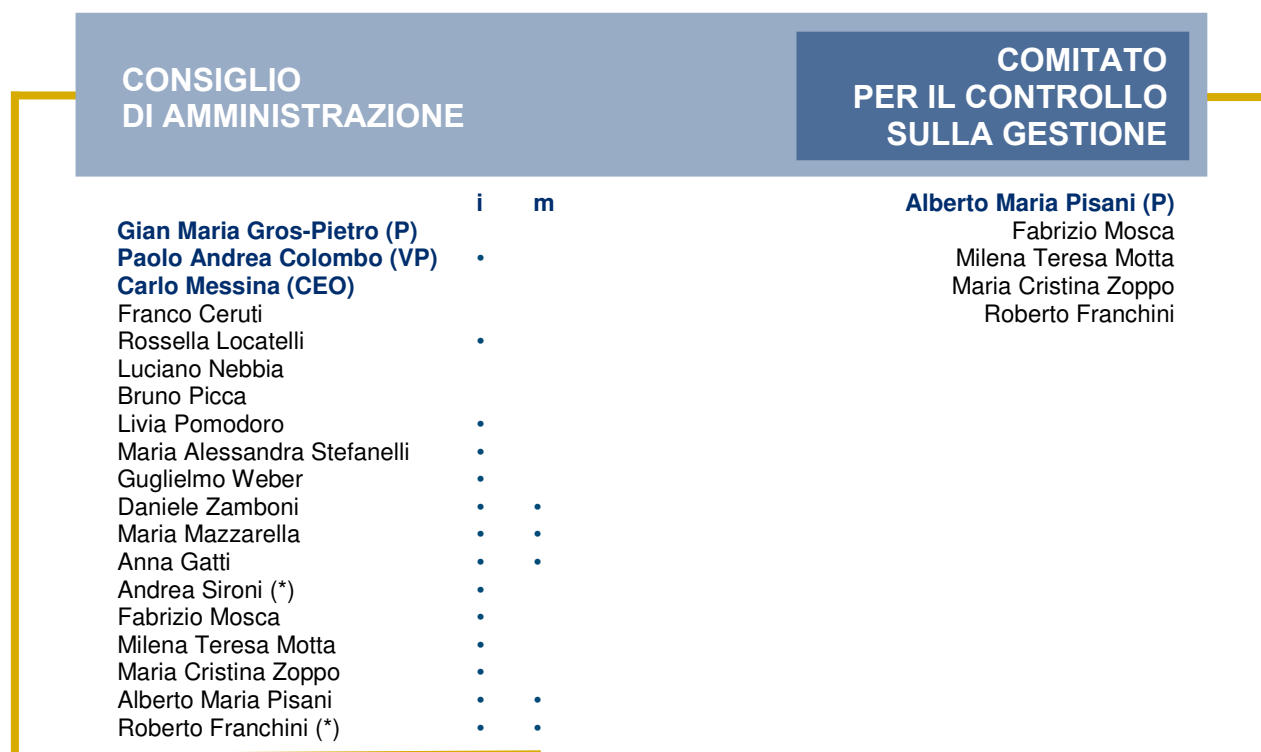 CONSIGLIO
DI AMMINISTRAZIONE
COMITATO
PER IL CONTROLLO
SULLA GESTIONE
i m
Gian Maria Gros-Pietro (P)
Paolo Andrea Colombo (VP) •
Carlo Messina (CEO)
Franco Ceruti
Rossella Locatelli •
Luciano Nebbia
Bruno Picca
Livia Pomodoro •
Maria Alessandra Stefanelli •
Guglielmo Weber •
Daniele Zamboni • •
Maria Mazzarella • •
Anna Gatti • •
Andrea Sironi (*) •
Fabrizio Mosca •
Milena Teresa Motta •
Maria Cristina Zoppo •
Alberto Maria Pisani • •
Roberto Franchini (*) • •
Alberto Maria Pisani (P)
Fabrizio Mosca
Milena Teresa Motta
Maria Cristina Zoppo
Roberto Franchini